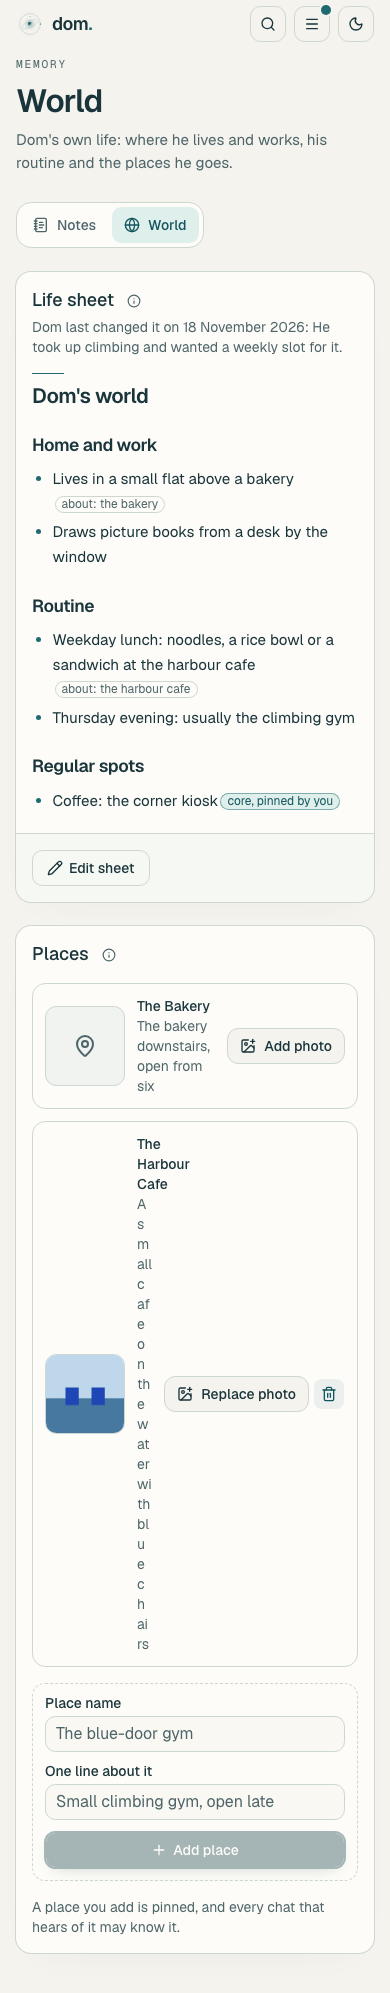 dom.
MEMORY
World
Dom's own life: where he lives and works, his
routine and the places he goes.
Notes
World
Life sheet
Dom last changed it on 18 November 2026: He
took up climbing and wanted a weekly slot for it.
Dom's world
Home and work
Lives in a small flat above a bakery
about: the bakery
Draws picture books from a desk by the
window
Routine
Weekday lunch: noodles, a rice bowl or a
sandwich at the harbour cafe
about: the harbour cafe
Thursday evening: usually the climbing gym
Regular spots
Coffee: the corner kiosk core, pinned by you
Edit sheet
Places
The Bakery
The bakery
downstairs,
open from
six
Add photo
The
Harbour
Cafe
A
s
m
all
c
af
e
o
n
th
e
w
at
er
wi
th
bl
u
e
c
h
ai
rs
Replace photo
Place name
The blue-door gym
One line about it
Small climbing gym, open late
Add place
A place you add is pinned, and every chat that
hears of it may know it.